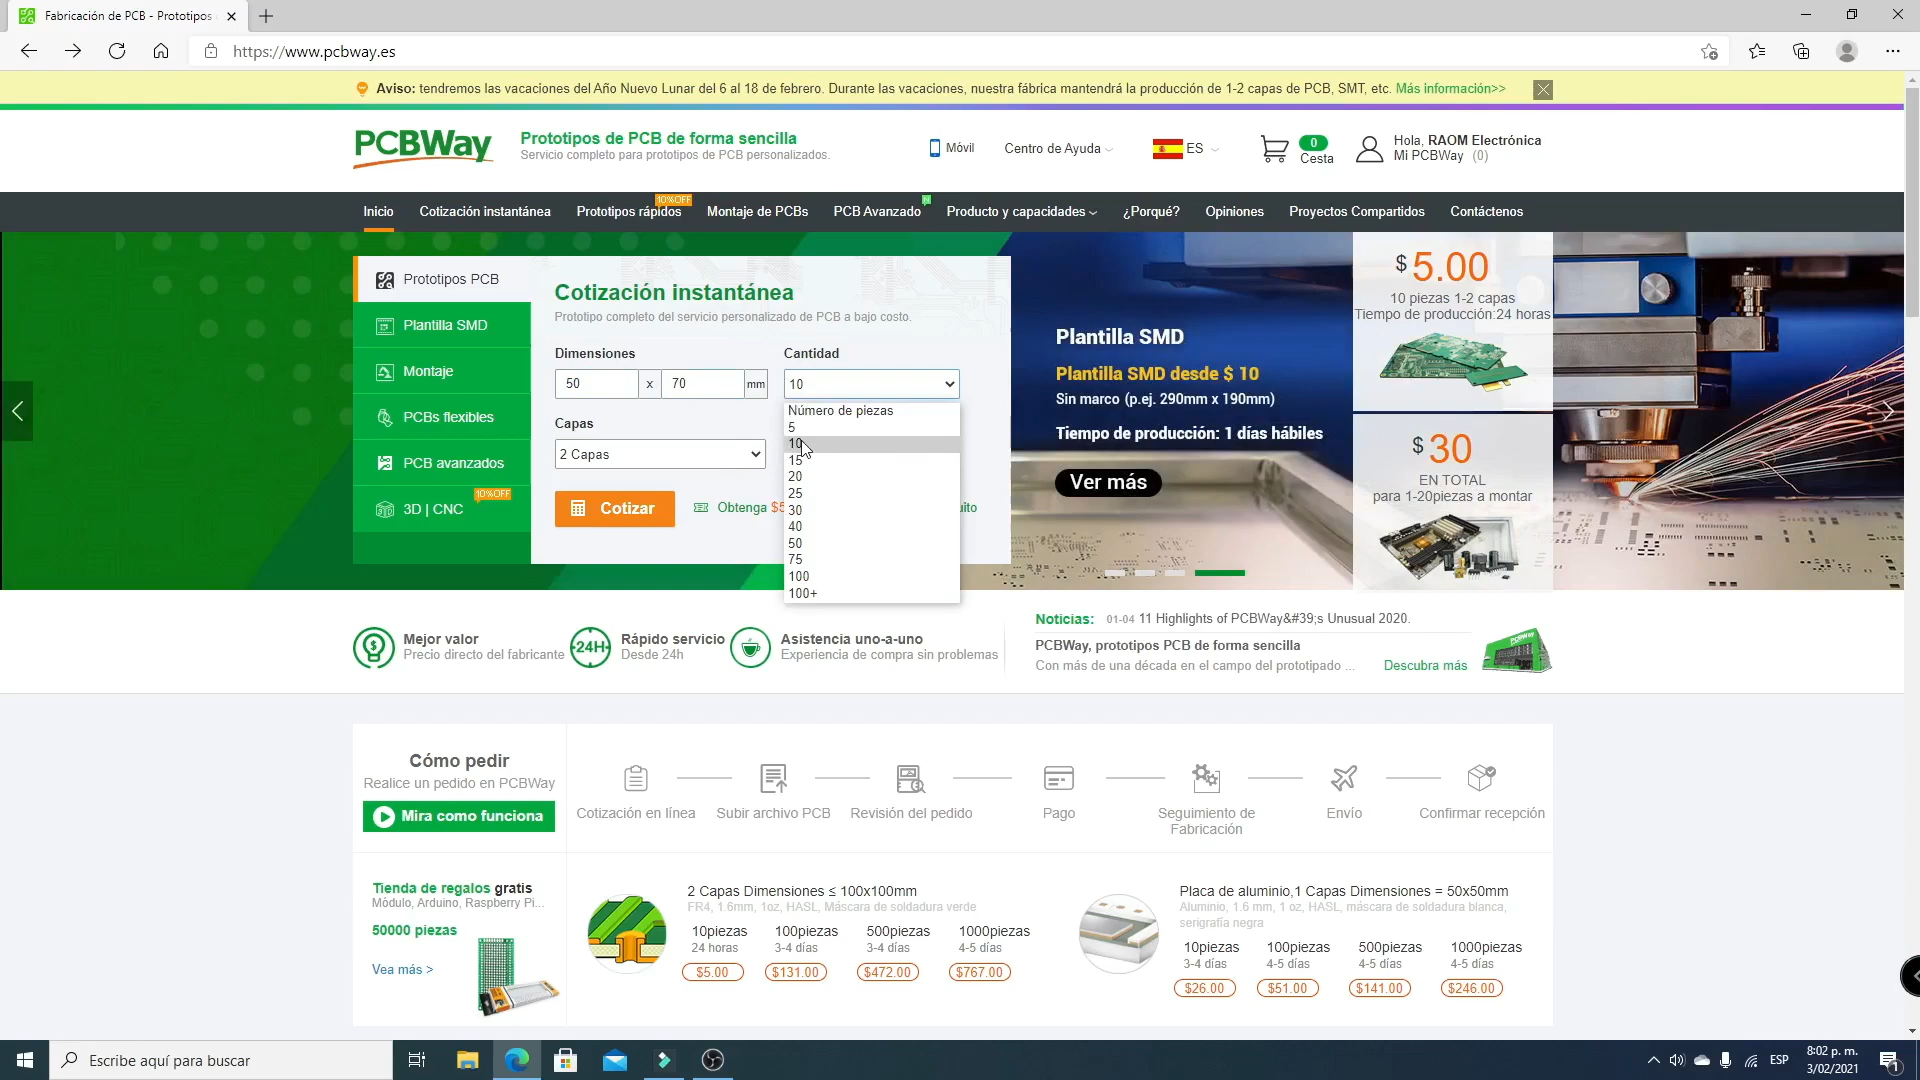 Fabricación de PCB - Prototipos
https://www.pcbway.es
Aviso: tendremos las vacaciones del Año Nuevo Lunar del 6 al 18 de febrero. Durante las vacaciones, nuestra fábrica mantendrá la producción de 1-2 capas de PCB, SMT, etc. Más información>>
PCBWay
Prototipos de PCB de forma sencilla
Servicio completo para prototipos de PCB personalizados.
Móvil
Centro de Ayuda
ES
0
Cesta
Hola, RAOM Electrónica
Mi PCBWay (0)
Inicio
Cotización instantánea
Prototipos rápidos
10%OFF
Montaje de PCBs
PCB Avanzado
N
Producto y capacidades
¿Porqué?
Opiniones
Proyectos Compartidos
Contáctenos
Prototipos PCB
Plantilla SMD
Montaje
PCBs flexibles
PCB avanzados
3D | CNC
10%OFF
Cotización instantánea
Prototipo completo del servicio personalizado de PCB a bajo costo.
Dimensiones
50 x 70 mm
Cantidad
10
Número de piezas
5
10
15
20
25
30
40
50
75
100
100+
Capas
2 Capas
Cotizar
Obtenga $5
uito
Plantilla SMD
Plantilla SMD desde $ 10
Sin marco (p.ej. 290mm x 190mm)
Tiempo de producción: 1 días hábiles
Ver más
$ 5.00
10 piezas 1-2 capas
Tiempo de producción:24 horas
$ 30
EN TOTAL
para 1-20piezas a montar
Mejor valor
Precio directo del fabricante
24H
Rápido servicio
Desde 24h
Asistencia uno-a-uno
Experiencia de compra sin problemas
Noticias: 01-04 11 Highlights of PCBWay&#39;s Unusual 2020.
PCBWay, prototipos PCB de forma sencilla
Con más de una década en el campo del prototipado ... Descubra más
Cómo pedir
Realice un pedido en PCBWay
Mira como funciona
Cotización en línea
Subir archivo PCB
Revisión del pedido
Pago
Seguimiento de
Fabricación
Envío
Confirmar recepción
Tienda de regalos gratis
Módulo, Arduino, Raspberry Pi...
50000 piezas
Vea más >
2 Capas Dimensiones ≤ 100x100mm
FR4, 1.6mm, 1oz, HASL, Máscara de soldadura verde
10piezas 100piezas 500piezas 1000piezas
24 horas 3-4 días 3-4 días 4-5 días
$5.00 $131.00 $472.00 $767.00
Placa de aluminio,1 Capas Dimensiones = 50x50mm
Aluminio, 1.6 mm, 1 oz, HASL, máscara de soldadura blanca,
serigrafía negra
10piezas 100piezas 500piezas 1000piezas
3-4 días 4-5 días 4-5 días 4-5 días
$26.00 $51.00 $141.00 $246.00
Escribe aquí para buscar
ESP
8:02 p. m.
3/02/2021
1